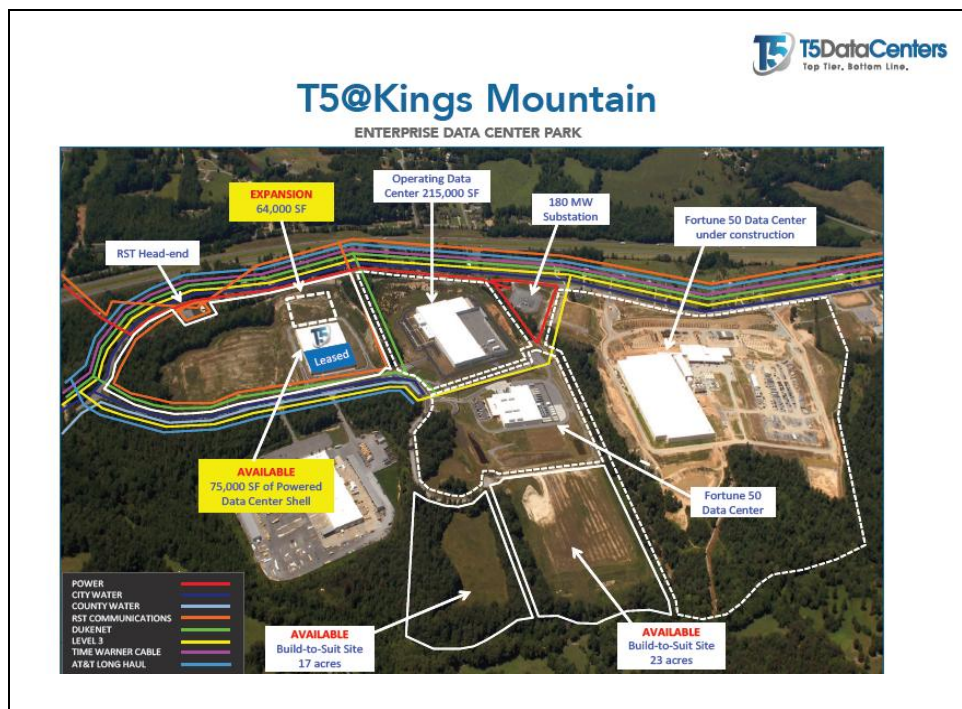 T5 T5DataCenters
Top Tier. Bottom Line.
T5@Kings Mountain
ENTERPRISE DATA CENTER PARK
EXPANSION
64,000 SF
Operating Data
Center 215,000 SF
180 MW
Substation
Fortune 50 Data Center
under construction
RST Head-end
T5
Leased
AVAILABLE
75,000 SF of Powered
Data Center Shell
Fortune 50
Data Center
POWER
CITY WATER
COUNTY WATER
RST COMMUNICATIONS
DUKENET
LEVEL 3
TIME WARNER CABLE
AT&T LONG HAUL
AVAILABLE
Build-to-Suit Site
17 acres
AVAILABLE
Build-to-Suit Site
23 acres